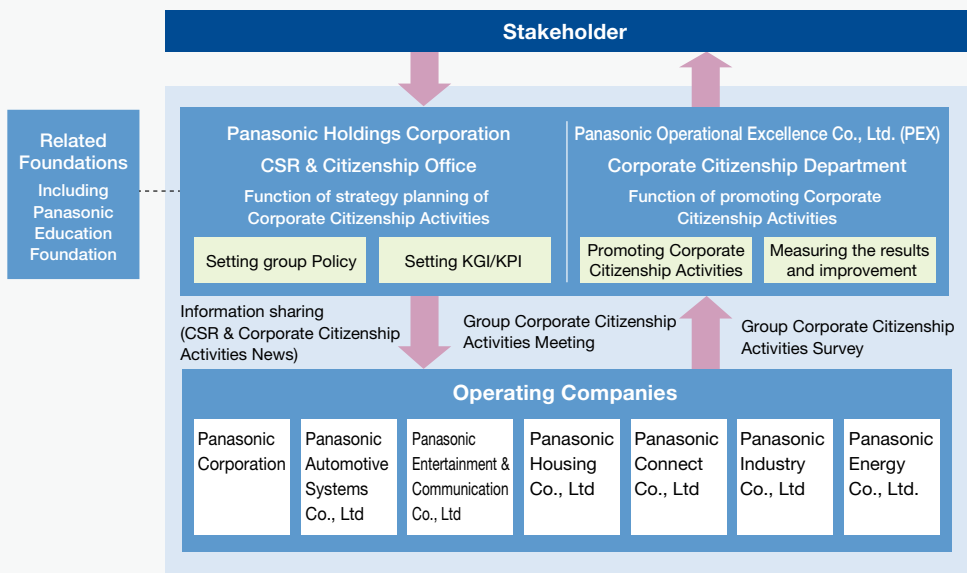 Stakeholder
Related
Foundations
Including
Panasonic
Education
Foundation
Panasonic Holdings Corporation
CSR & Citizenship Office
Function of strategy planning of
Corporate Citizenship Activities
Setting group Policy
Setting KGI/KPI
Panasonic Operational Excellence Co., Ltd. (PEX)
Corporate Citizenship Department
Function of promoting Corporate
Citizenship Activities
Promoting Corporate
Citizenship Activities
Measuring the results
and improvement
Information sharing
(CSR & Corporate Citizenship
Activities News)
Group Corporate Citizenship
Activities Meeting
Group Corporate Citizenship
Activities Survey
Operating Companies
Panasonic
Corporation
Panasonic
Automotive
Systems
Co., Ltd
Panasonic
Entertainment &
Communication
Co., Ltd
Panasonic
Housing
Co., Ltd
Panasonic
Connect
Co., Ltd
Panasonic
Industry
Co., Ltd
Panasonic
Energy
Co., Ltd.